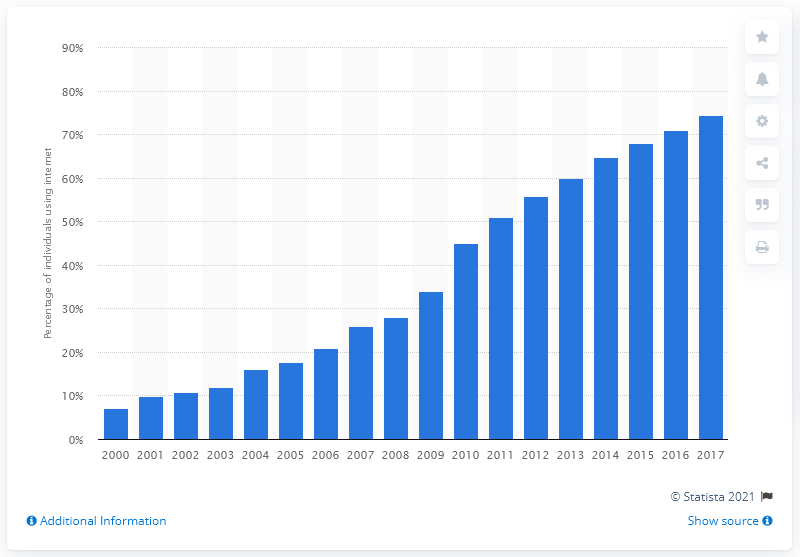 90%
80%
70%
60%
50%
40%
30%
20%
10%
0%
Percentage of individuals using internet
2000 2001 2002 2003 2004 2005 2006 2007 2008 2009 2010 2011 2012 2013 2014 2015 2016 2017
© Statista 2021
Additional Information
Show source